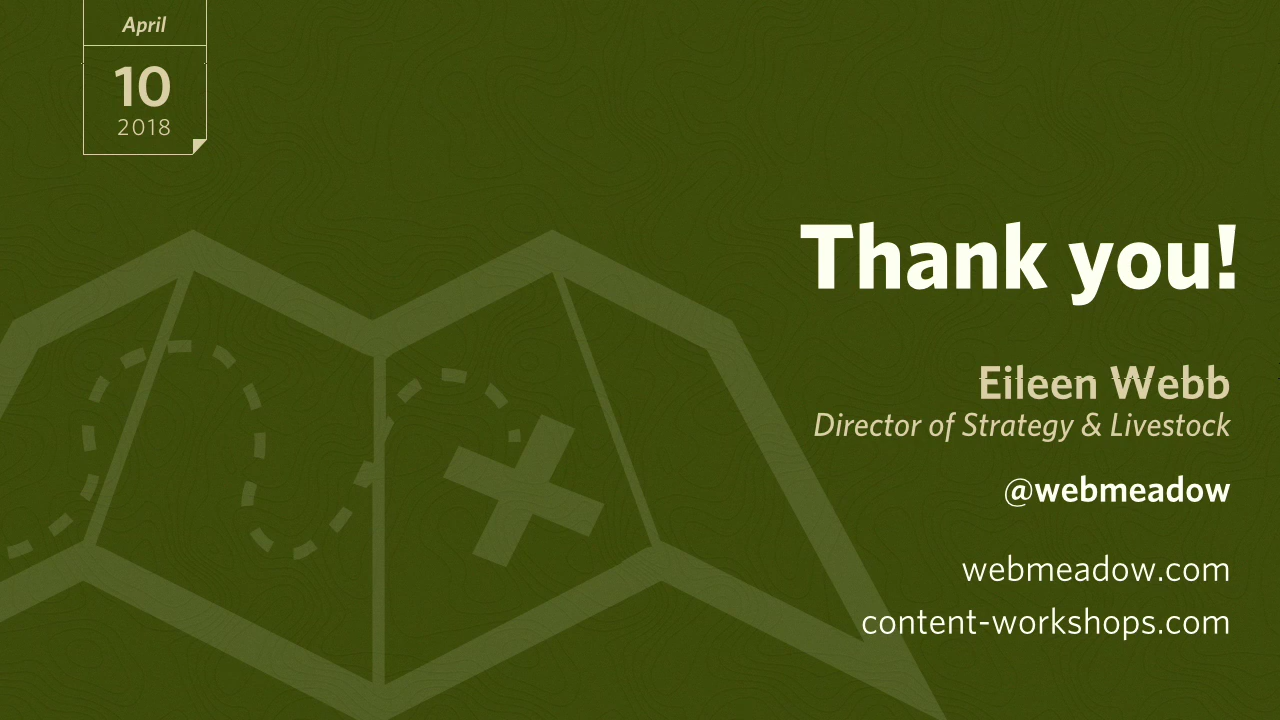 April
10
2018
Thank you!
Eileen Webb
Director of Strategy & Livestock
@webmeadow
webmeadow.com
content-workshops.com